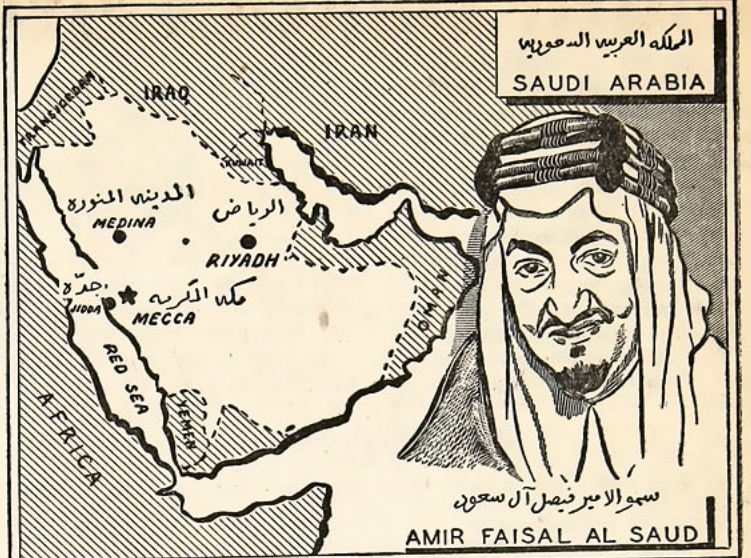 المملكه العربيه السعوديه
SAUDI ARABIA
TRANSJORDAN
IRAQ
IRAN
KUWAIT
المدينه المنوره
MEDINA
الرياض
RIYADH
جدّه
JIDDA
مكه المكرمه
MECCA
OMAN
RED SEA
YEMEN
AFRICA
سمو الامير فيصل آل سعود
AMIR FAISAL AL SAUD